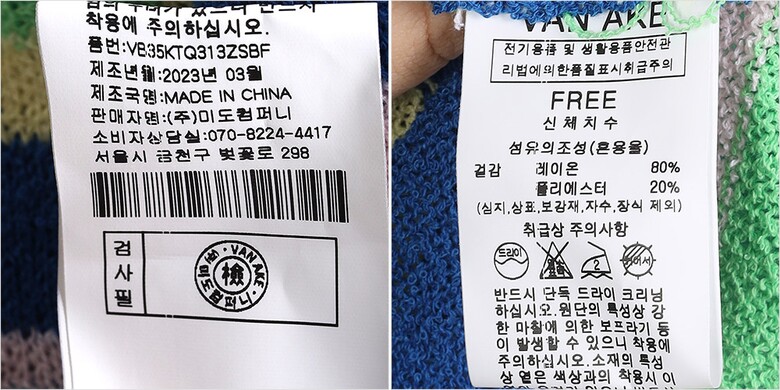 착용에 주의하십시오.
품번:VB35KTQ313ZSBF
제조년월:2023년 03월
제조국명:MADE IN CHINA
판매자명:(주)미도컴퍼니
소비자상담실:070-8224-4417
서울시 금천구 벚꽃로 298
검사필
VAN AKE
(주)미도컴퍼니
檢
VAN AKE
전기용품 및 생활용품안전관
리법에의한품질표시취급주의
FREE
신체치수
섬유의조성(혼용율)
겉감 레이온 80%
폴리에스터 20%
(심지,상표,보강재,자수,장식 제외)
취급상 주의사항
드라이
반드시 단독 드라이 크리닝
하십시오.원단의 특성상 강
한 마찰에 의한 보프라기 등
이 발생할 수 있으니 착용에
주의하십시오.소재의 특성
상 옅은 색상과의 착용시 이